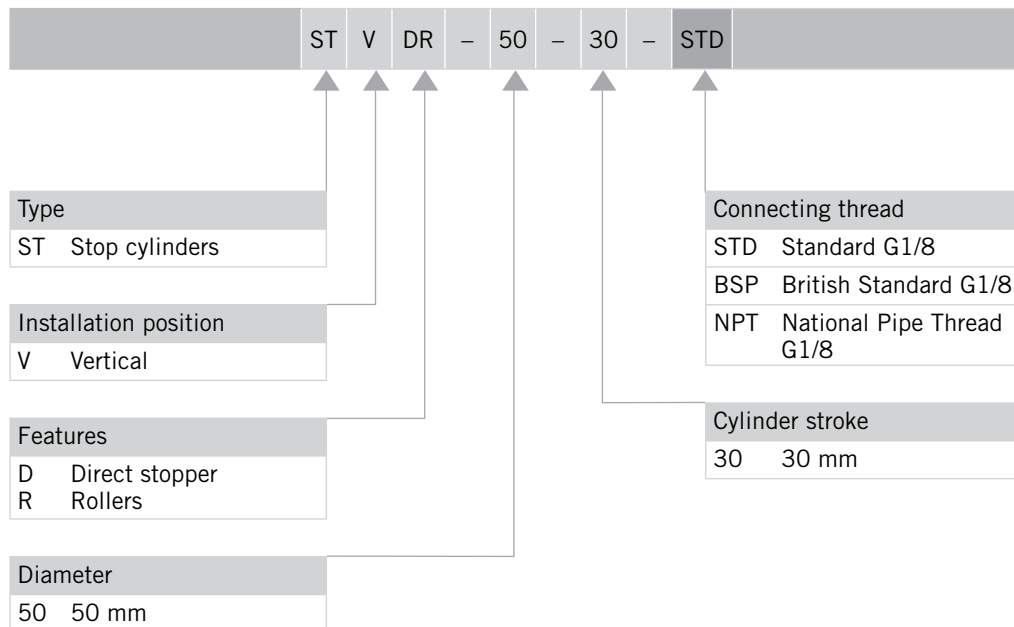 ST V DR – 50 – 30 – STD
Type
ST Stop cylinders
Installation position
V Vertical
Features
D Direct stopper
R Rollers
Diameter
50 50 mm
Connecting thread
STD Standard G1/8
BSP British Standard G1/8
NPT National Pipe Thread
G1/8
Cylinder stroke
30 30 mm